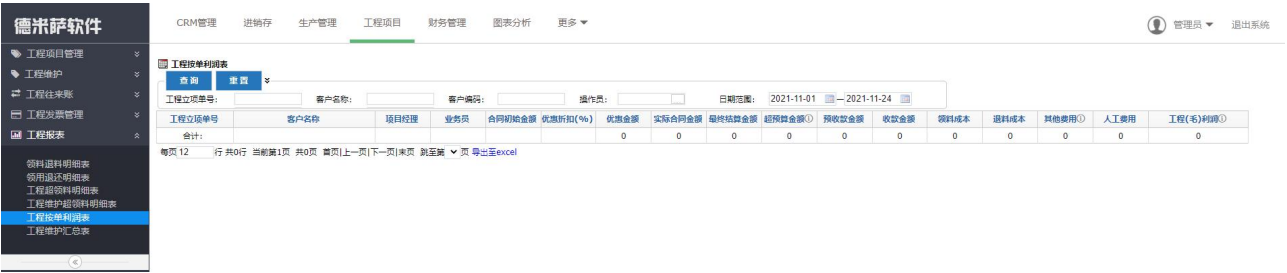 德米萨软件
CRM管理 进销存 生产管理 工程项目 财务管理 图表分析 更多
管理员 退出系统
工程项目管理
工程维护
工程往来账
工程发票管理
工程报表
领料退料明细表
领用退还明细表
工程超领料明细表
工程维护超领料明细表
工程按单利润表
工程维护汇总表
工程按单利润表
查询 重置
工程立项单号: 客户名称: 客户编码: 操作员: 日期范围: 2021-11-01 — 2021-11-24
工程立项单号 客户名称 项目经理 业务员 合同初始金额 优惠折扣(%) 优惠金额 实际合同金额 最终结算金额 超预算金额 预收款金额 收款金额 领料成本 退料成本 其他费用 人工费用 工程(毛)利润
合计: 0 0 0 0 0 0 0 0 0 0 0
每页 12 行 共0行 当前第1页 共0页 首页|上一页|下一页|末页 跳至第 页 导出至excel